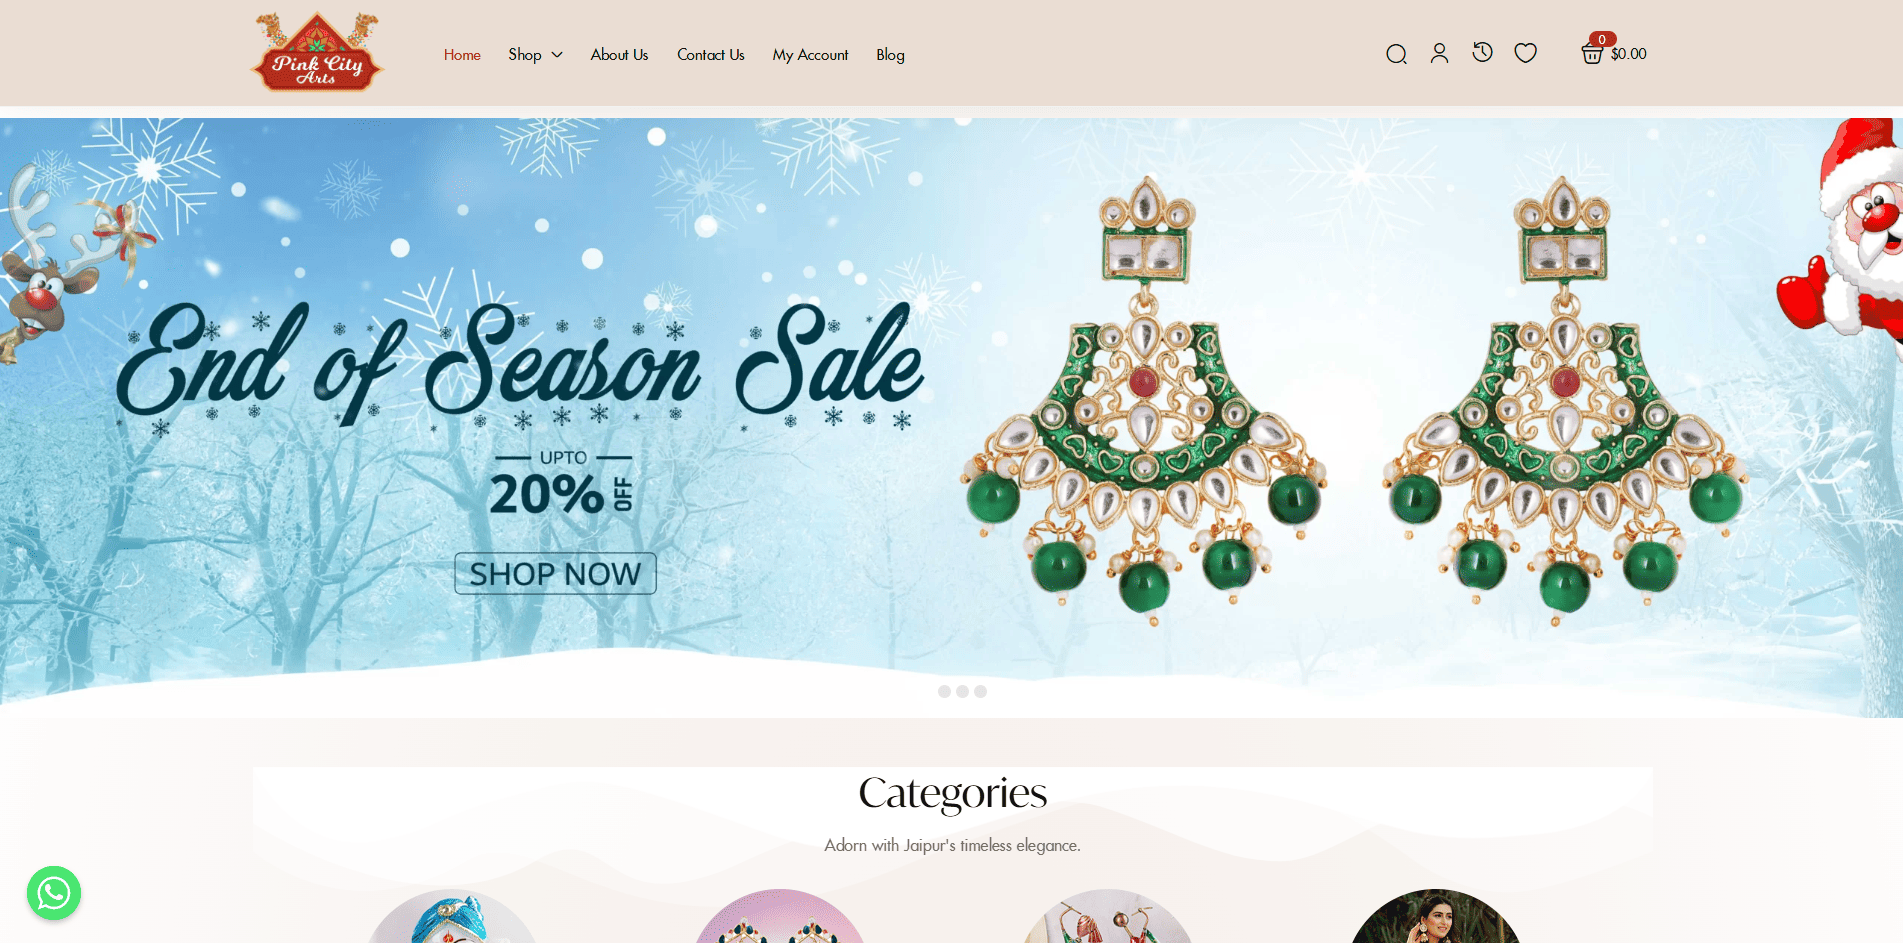 Pink City
Arts
Home
Shop
About Us
Contact Us
My Account
Blog
0
$0.00
End of Season Sale
UPTO
20% OFF
SHOP NOW
Categories
Adorn with Jaipur's timeless elegance.